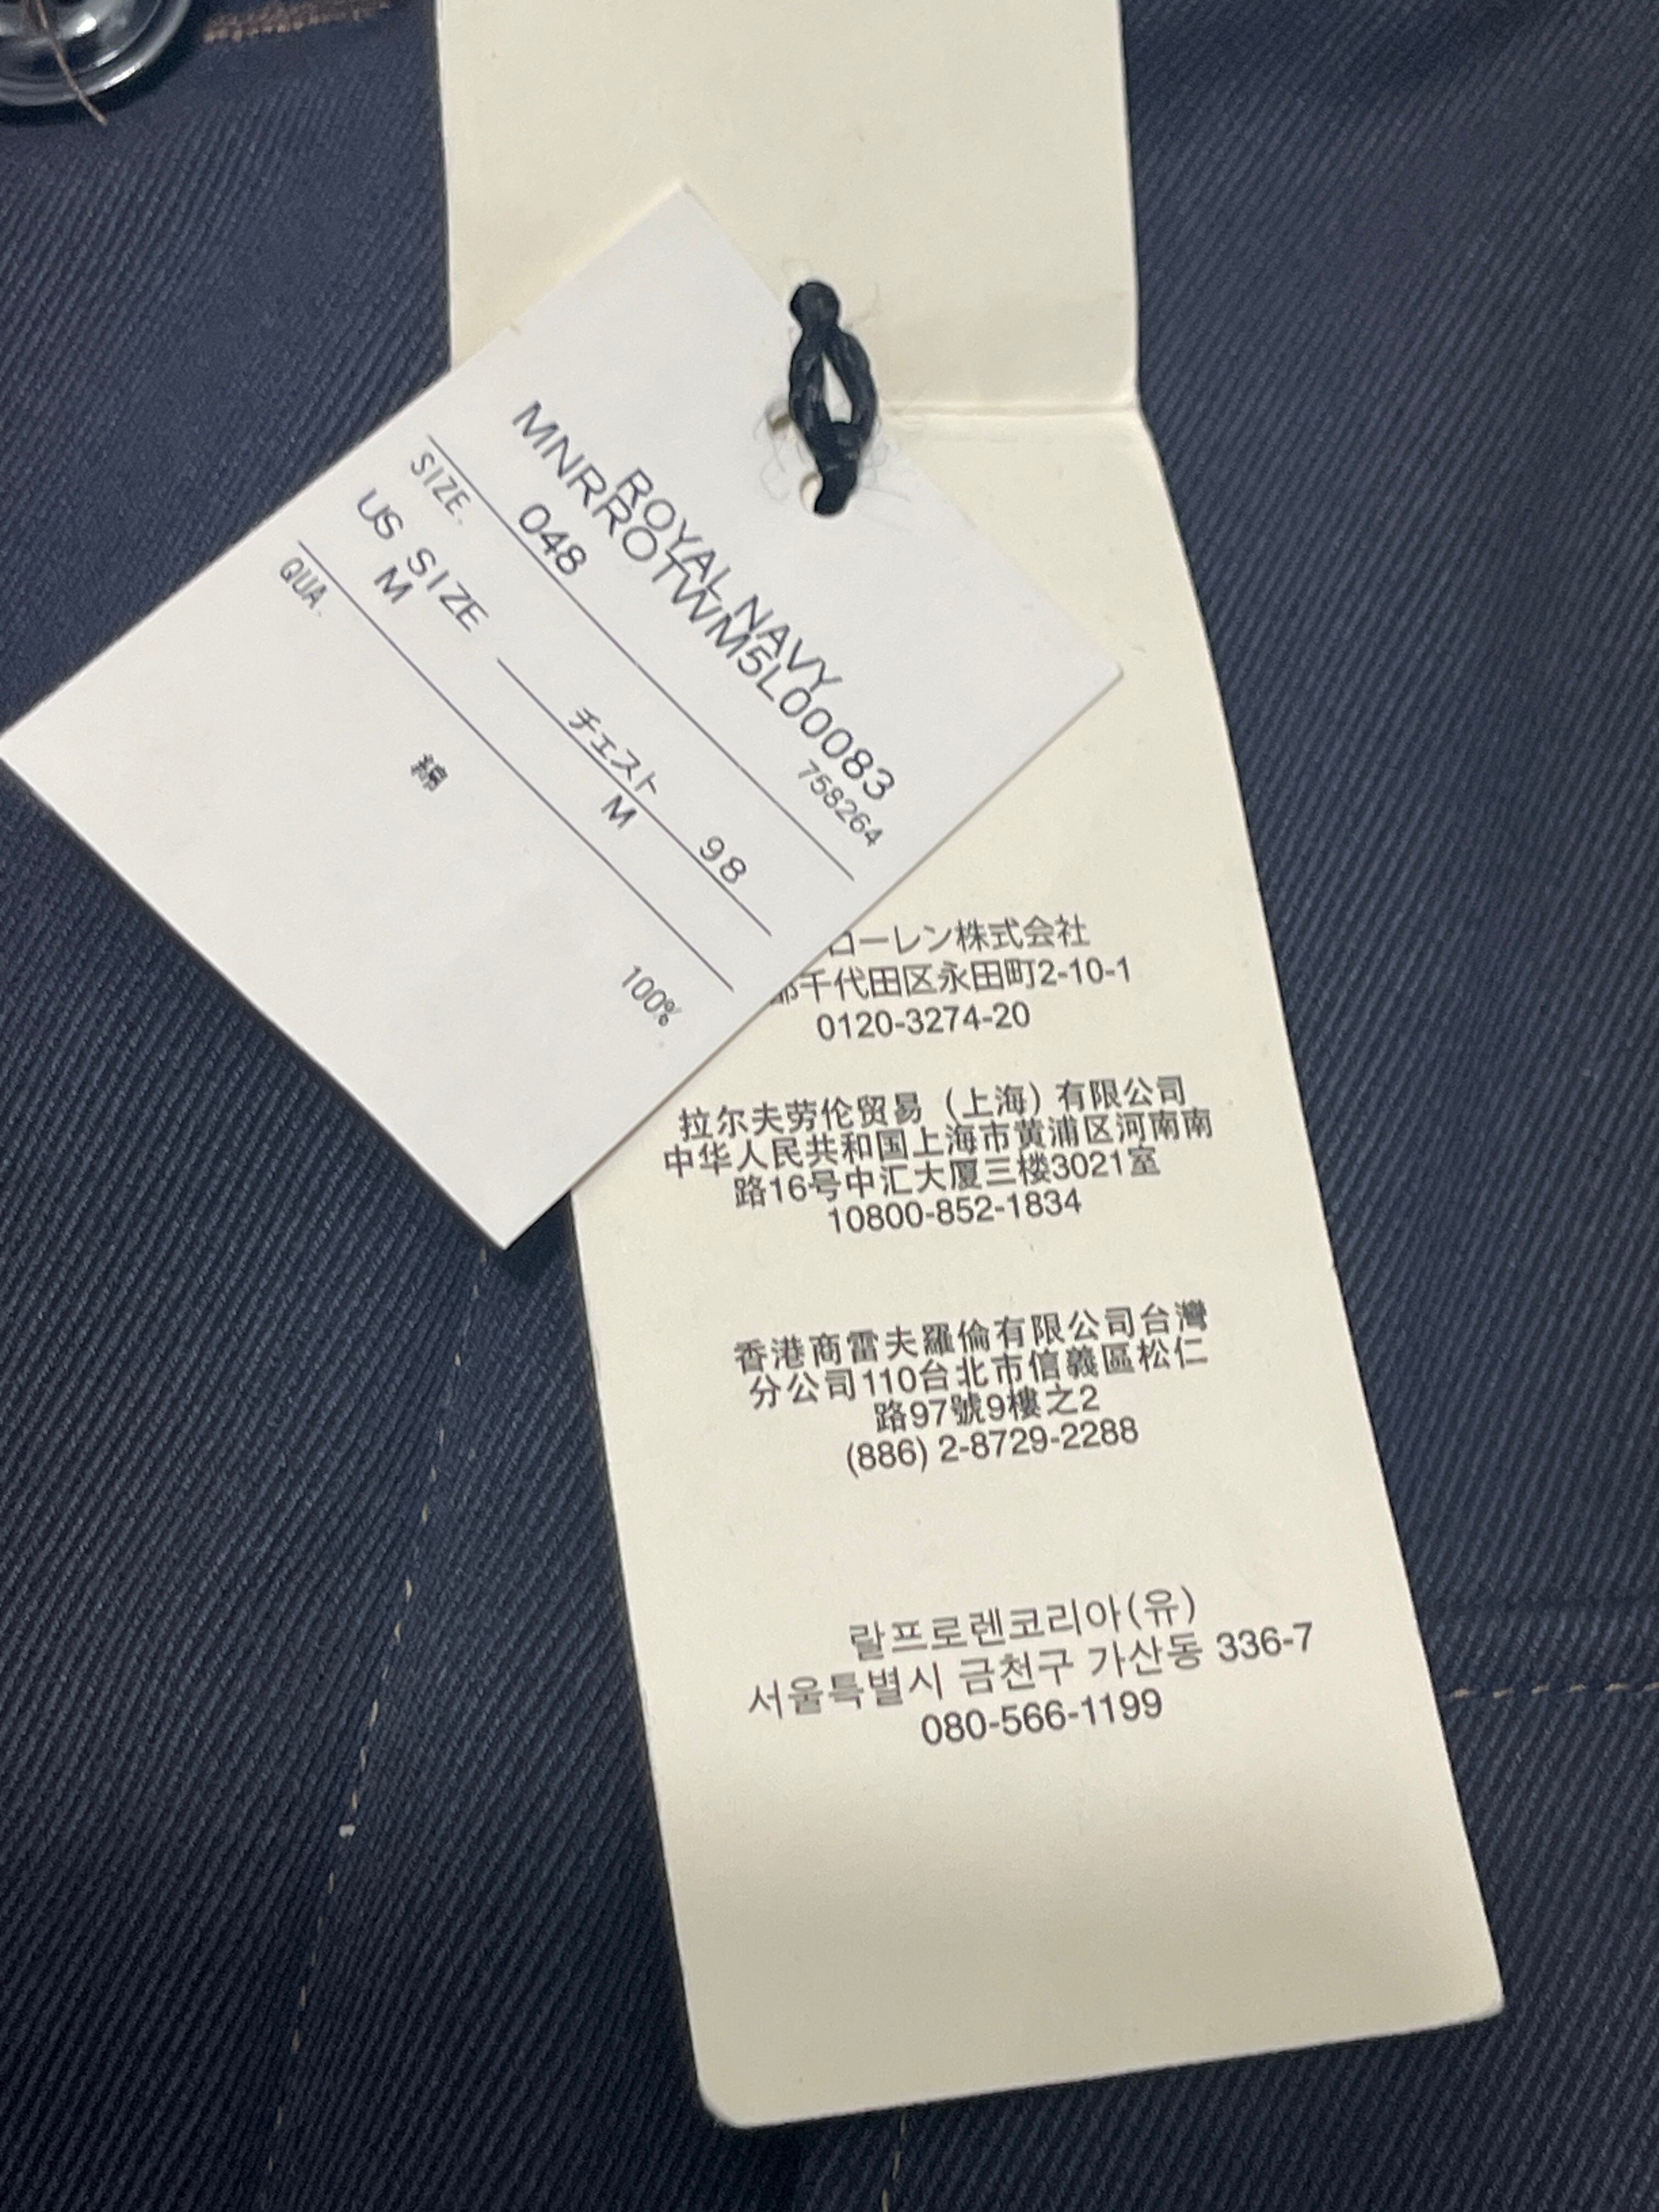 ROYAL NAVY
MNRROTWM5L00083
758264
SIZE.
048
US SIZE
M
チェスト
M
98
QUA.
綿
100%
ローレン株式会社
都千代田区永田町2-10-1
0120-3274-20
拉尔夫劳伦贸易（上海）有限公司
中华人民共和国上海市黄浦区河南南
路16号中汇大厦三楼3021室
10800-852-1834
香港商雷夫羅倫有限公司台灣
分公司110台北市信義區松仁
路97號9樓之2
(886) 2-8729-2288
랄프로렌코리아(유)
서울특별시 금천구 가산동 336-7
080-566-1199